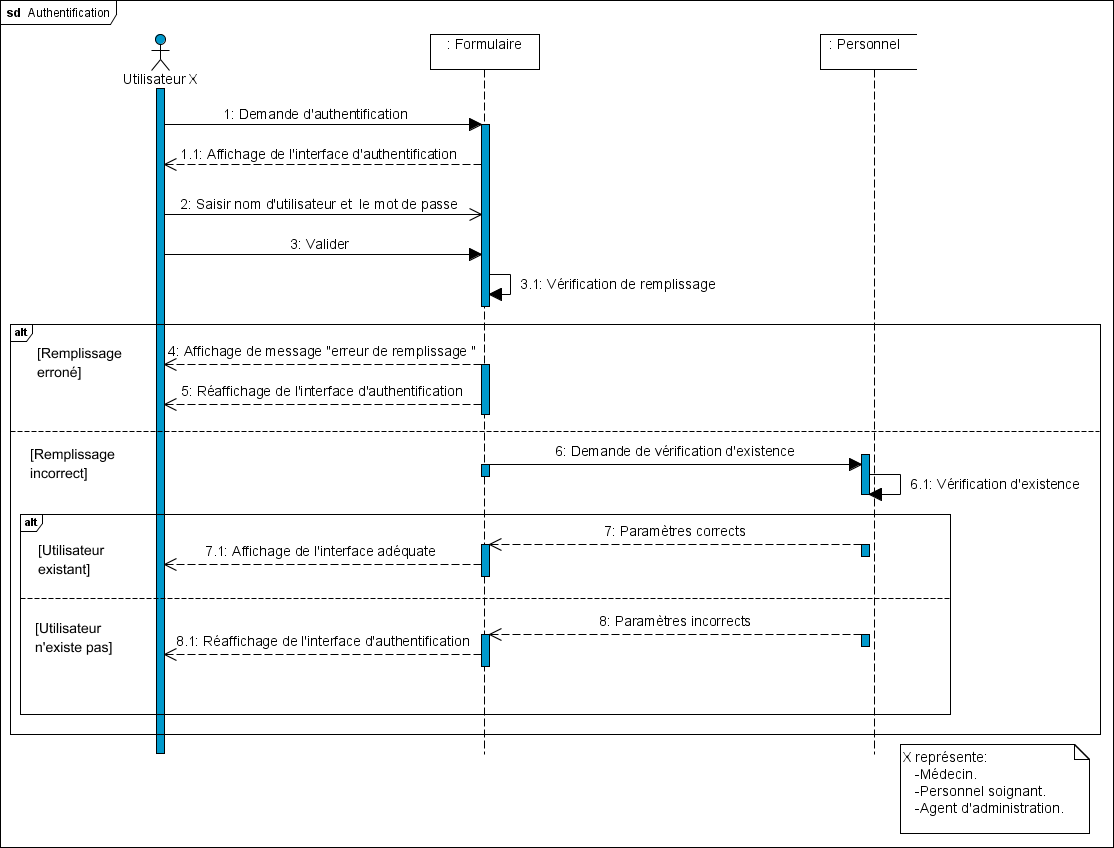 sd Authentification
: Formulaire
: Personnel
Utilisateur X
1: Demande d'authentification
1.1: Affichage de l'interface d'authentification
2: Saisir nom d'utilisateur et le mot de passe
3: Valider
3.1: Vérification de remplissage
alt
[Remplissage
erroné]
4: Affichage de message "erreur de remplissage "
5: Réaffichage de l'interface d'authentification
[Remplissage
incorrect]
6: Demande de vérification d'existence
6.1: Vérification d'existence
alt
[Utilisateur
existant]
7: Paramètres corrects
7.1: Affichage de l'interface adéquate
[Utilisateur
n'existe pas]
8: Paramètres incorrects
8.1: Réaffichage de l'interface d'authentification
X représente:
-Médecin.
-Personnel soignant.
-Agent d'administration.